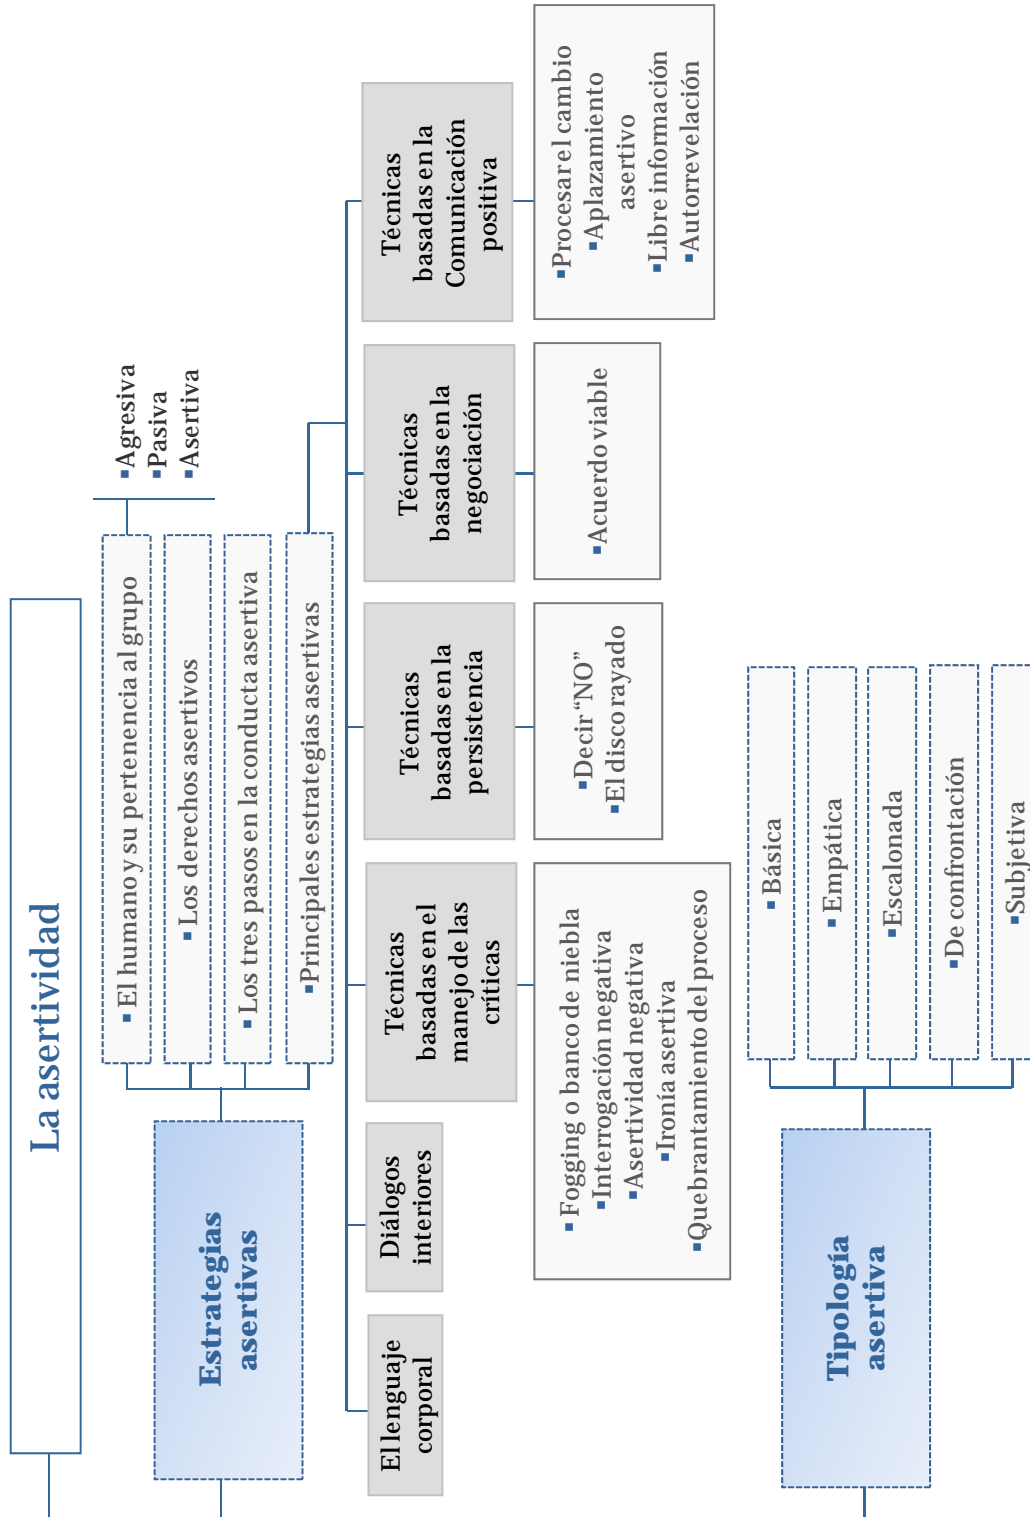 La asertividad
Estrategias
asertivas
▪ El humano y su pertenencia al grupo
▪ Agresiva
▪ Pasiva
▪ Asertiva
▪ Los derechos asertivos
▪ Los tres pasos en la conducta asertiva
▪ Principales estrategias asertivas
El lenguaje
corporal
Diálogos
interiores
Técnicas
basadas en el
manejo de las
críticas
▪ Fogging o banco de niebla
▪ Interrogación negativa
▪ Asertividad negativa
▪ Ironía asertiva
▪ Quebrantamiento del proceso
Técnicas
basadas en la
persistencia
▪ Decir “NO”
▪ El disco rayado
Técnicas
basadas en la
negociación
▪ Acuerdo viable
Técnicas
basadas en la
Comunicación
positiva
▪ Procesar el cambio
▪ Aplazamiento
asertivo
▪ Libre información
▪ Autorrevelación
Tipología
asertiva
▪ Básica
▪ Empática
▪ Escalonada
▪ De confrontación
▪ Subjetiva